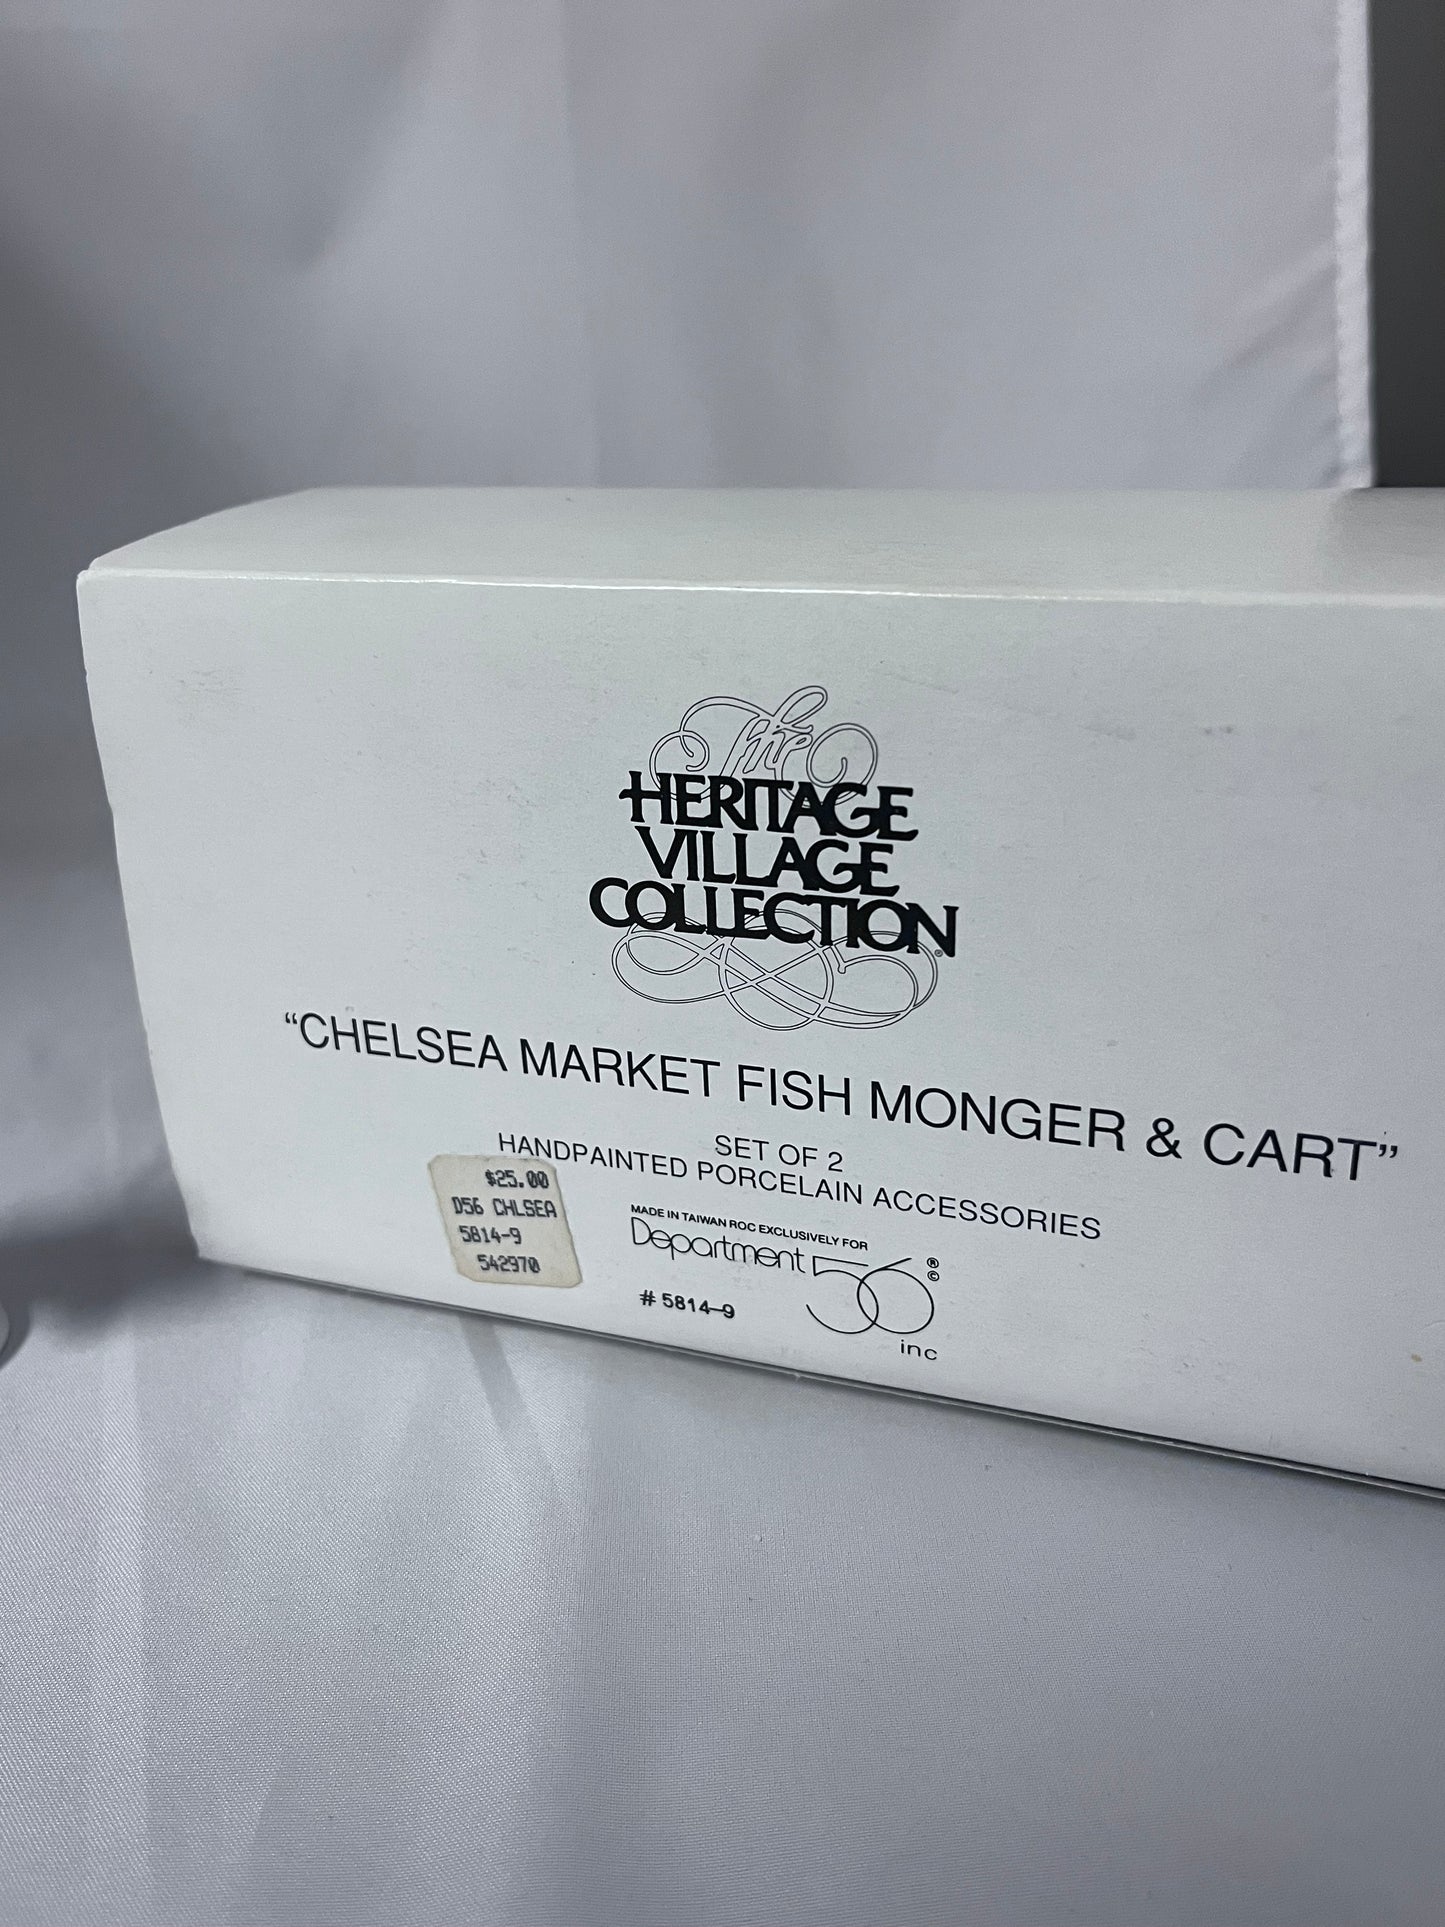 The
HERITAGE
VILLAGE
COLLECTION®
“CHELSEA MARKET FISH MONGER & CART”
SET OF 2
HANDPAINTED PORCELAIN ACCESSORIES
$25.00
D56 CHLSEA
5814-9
542970
MADE IN TAIWAN ROC EXCLUSIVELY FOR
Department 56 ® ©
inc
# 5814-9